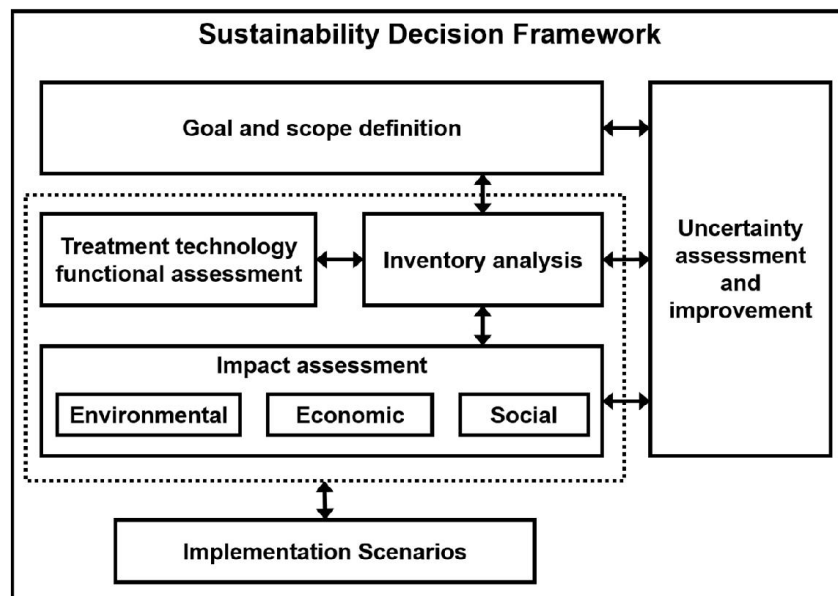 Sustainability Decision Framework
Goal and scope definition
Treatment technology
functional assessment
Inventory analysis
Uncertainty
assessment
and
improvement
Impact assessment
Environmental
Economic
Social
Implementation Scenarios